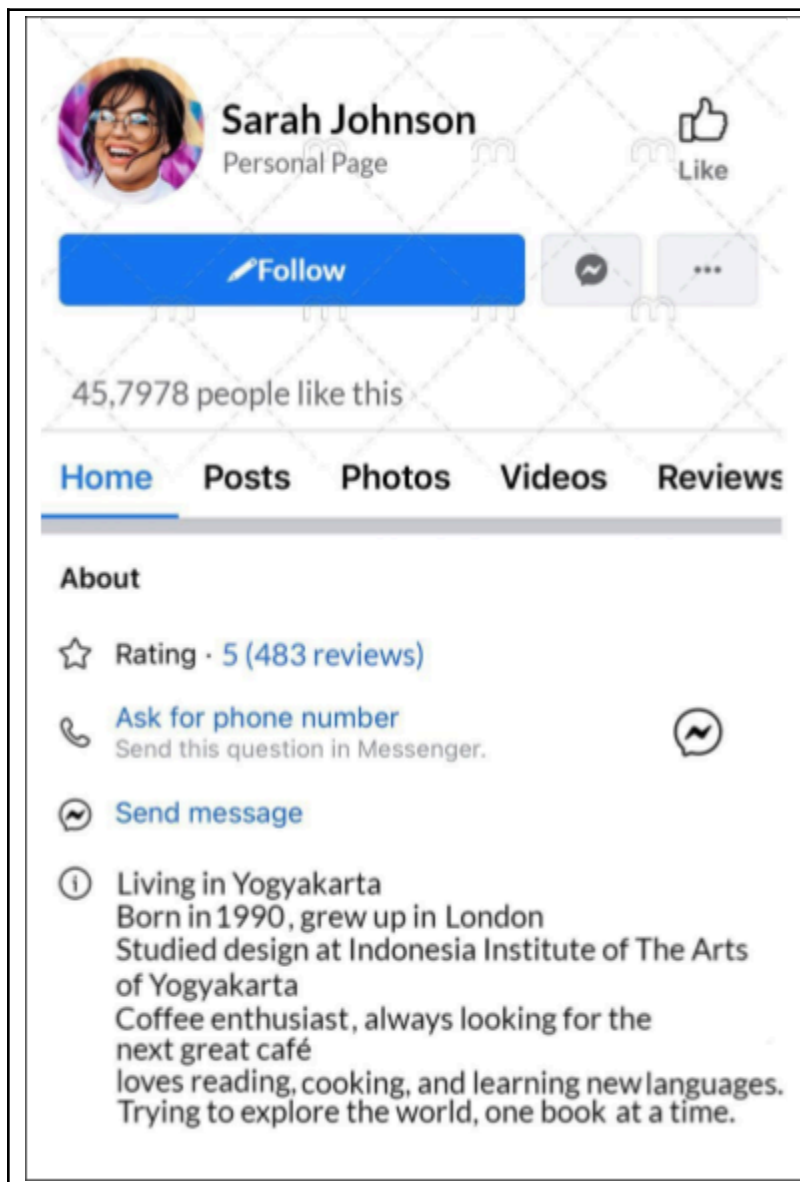 Sarah Johnson
Personal Page
Like
Follow
45,7978 people like this
Home Posts Photos Videos Reviews
About
Rating · 5 (483 reviews)
Ask for phone number
Send this question in Messenger.
Send message
Living in Yogyakarta
Born in 1990, grew up in London
Studied design at Indonesia Institute of The Arts
of Yogyakarta
Coffee enthusiast, always looking for the
next great café
loves reading, cooking, and learning new languages.
Trying to explore the world, one book at a time.